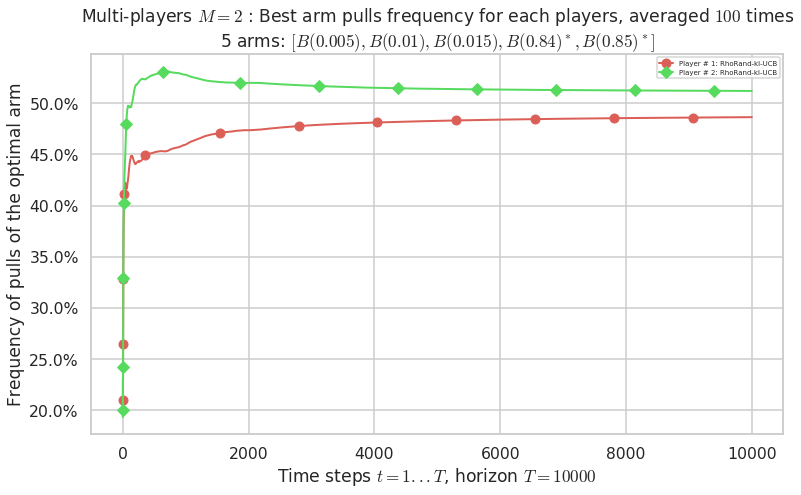 Multi-players M = 2 : Best arm pulls frequency for each players, averaged 100 times
5 arms: [B(0.005), B(0.01), B(0.015), B(0.84)*, B(0.85)*]
Player # 1: RhoRand-kl-UCB
Player # 2: RhoRand-kl-UCB
Frequency of pulls of the optimal arm
50.0%
45.0%
40.0%
35.0%
30.0%
25.0%
20.0%
0 2000 4000 6000 8000 10000
Time steps t = 1...T, horizon T = 10000